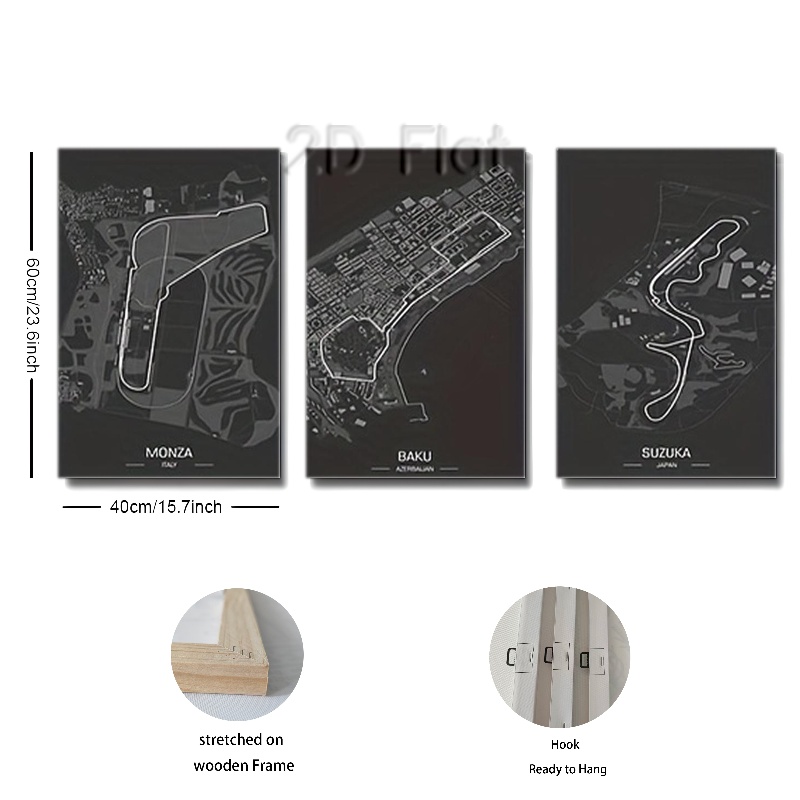 2D Flat
60cm/23.6inch
MONZA
ITALY
BAKU
AZERBAIJAN
SUZUKA
JAPAN
40cm/15.7inch
stretched on
wooden Frame
Hook
Ready to Hang